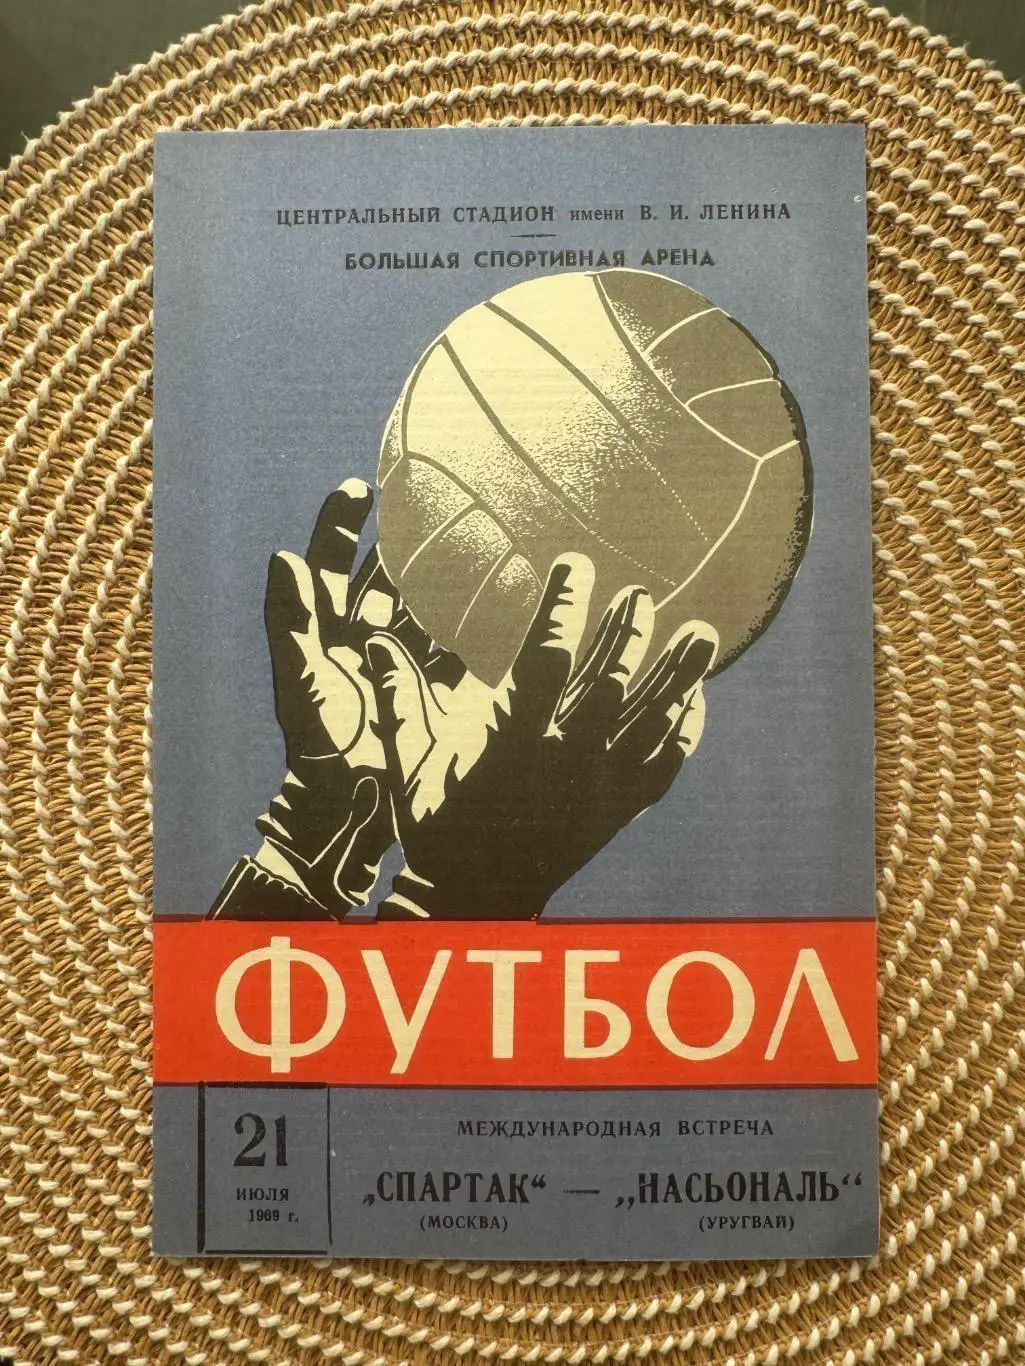 ЦЕНТРАЛЬНЫЙ СТАДИОН имени В. И. ЛЕНИНА
БОЛЬШАЯ СПОРТИВНАЯ АРЕНА
ФУТБОЛ
21
ИЮЛЯ
1969 г.
МЕЖДУНАРОДНАЯ ВСТРЕЧА
„СПАРТАК“ — „НАСЬОНАЛЬ“
(МОСКВА) (УРУГВАЙ)